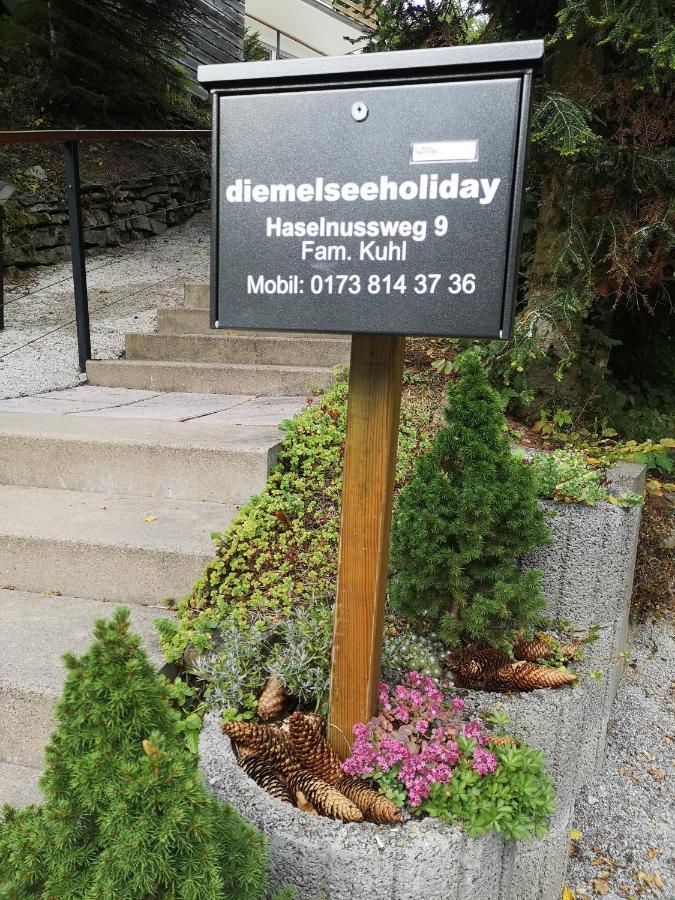 diemelseeholiday
Haselnussweg 9
Fam. Kuhl
Mobil: 0173 814 37 36